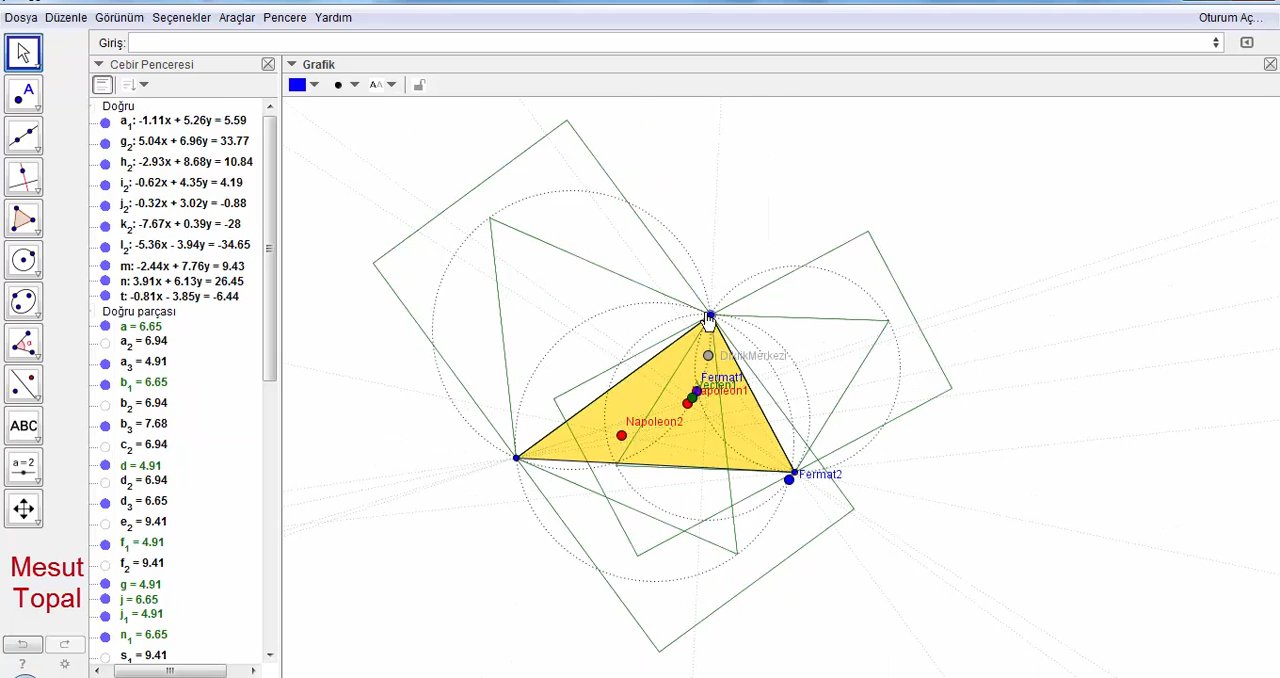 Dosya Düzenle Görünüm Seçenekler Araçlar Pencere Yardım Oturum Aç...
Giriş:
Cebir Penceresi
Grafik
Doğru
a1: -1.11x + 5.26y = 5.59
g2: 5.04x + 6.96y = 33.77
h2: -2.93x + 8.68y = 10.84
i2: -0.62x + 4.35y = 4.19
j2: -0.32x + 3.02y = -0.88
k2: -7.67x + 0.39y = -28
l2: -5.36x - 3.94y = -34.65
m: -2.44x + 7.76y = 9.43
n: 3.91x + 6.13y = 26.45
t: -0.81x - 3.85y = -6.44
Doğru parçası
a = 6.65
a2 = 6.94
a3 = 4.91
b1 = 6.65
b2 = 6.94
b3 = 7.68
c2 = 6.94
d = 4.91
d2 = 6.94
d3 = 6.65
e2 = 9.41
f1 = 4.91
f2 = 9.41
g = 4.91
j = 6.65
j1 = 4.91
n1 = 6.65
s1 = 9.41
A
ABC
a=2
Mesut
Topal
DiklikMerkezi
Fermat1
Napoleon1
Napoleon2
Fermat2